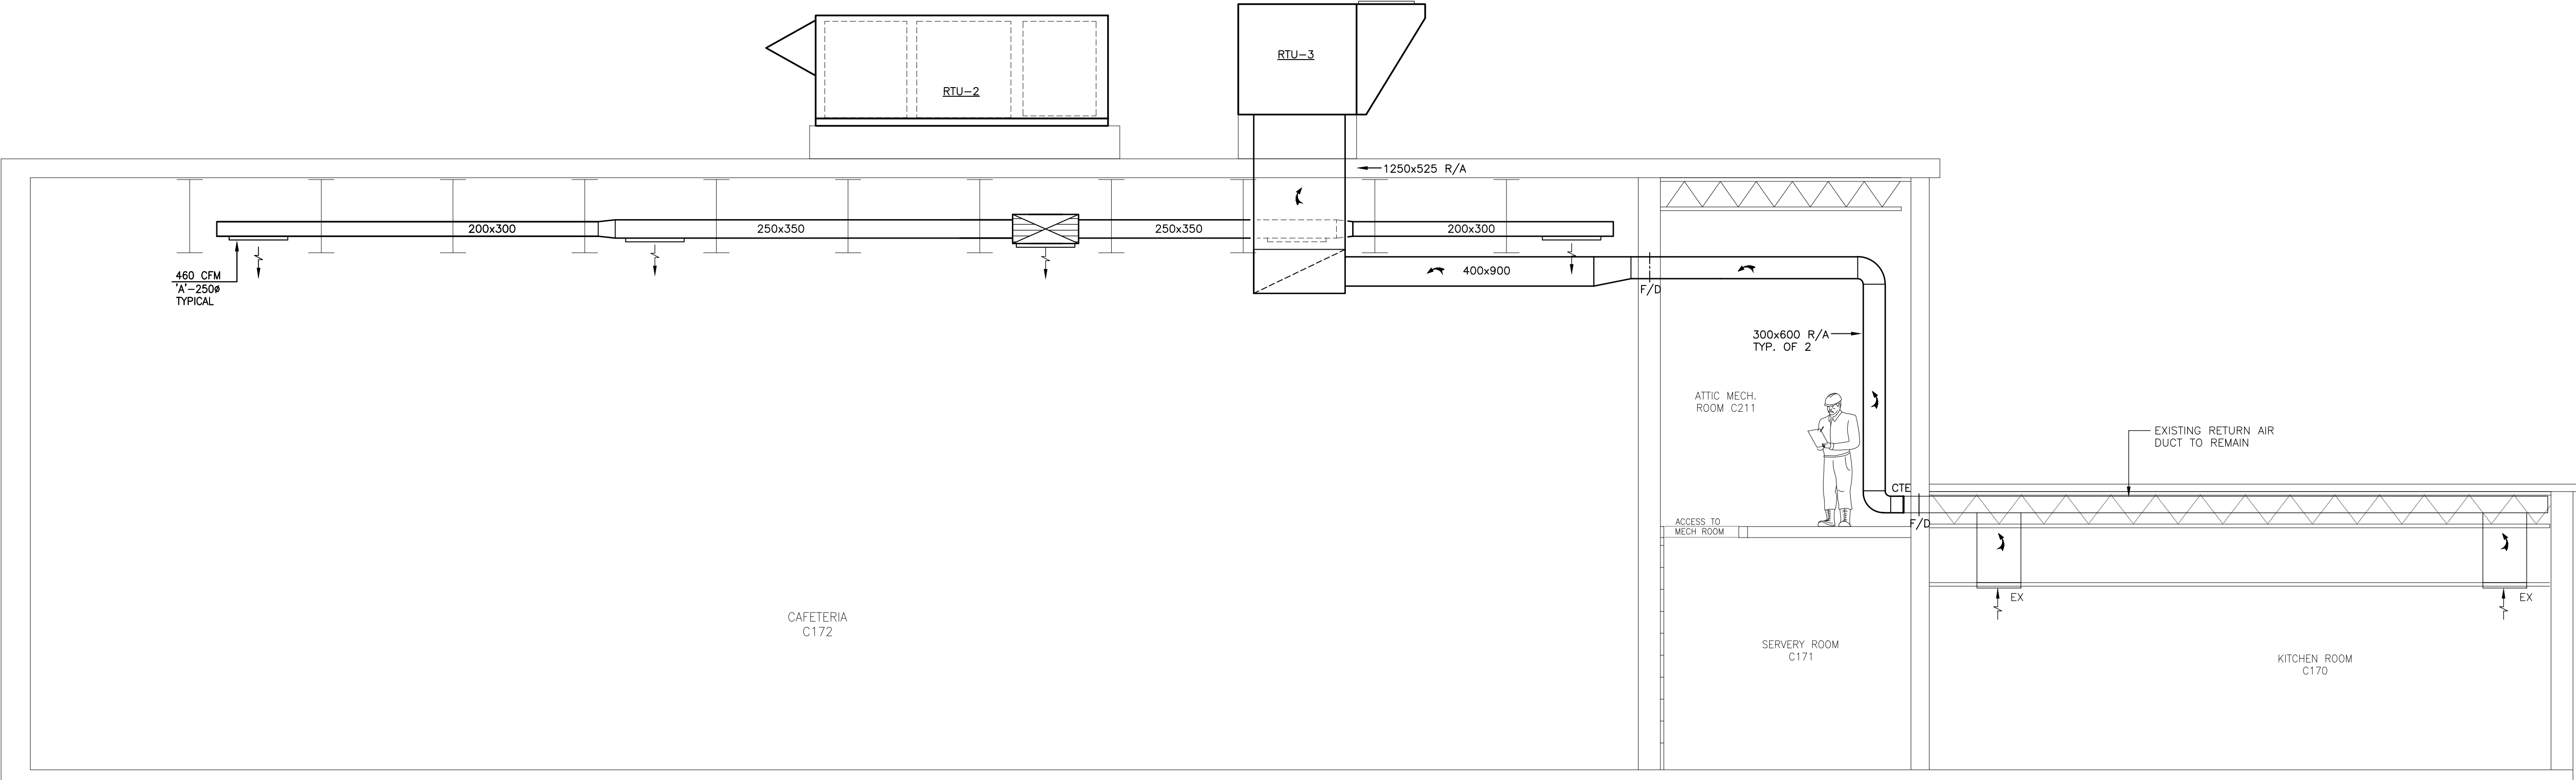 RTU-3
RTU-2
1250x525 R/A
200x300
250x350
250x350
200x300
460 CFM
'A'-250ø
TYPICAL
400x900
F/D
300x600 R/A
TYP. OF 2
ATTIC MECH.
ROOM C211
EXISTING RETURN AIR
DUCT TO REMAIN
CTE
F/D
ACCESS TO
MECH ROOM
EX
EX
CAFETERIA
C172
SERVERY ROOM
C171
KITCHEN ROOM
C170